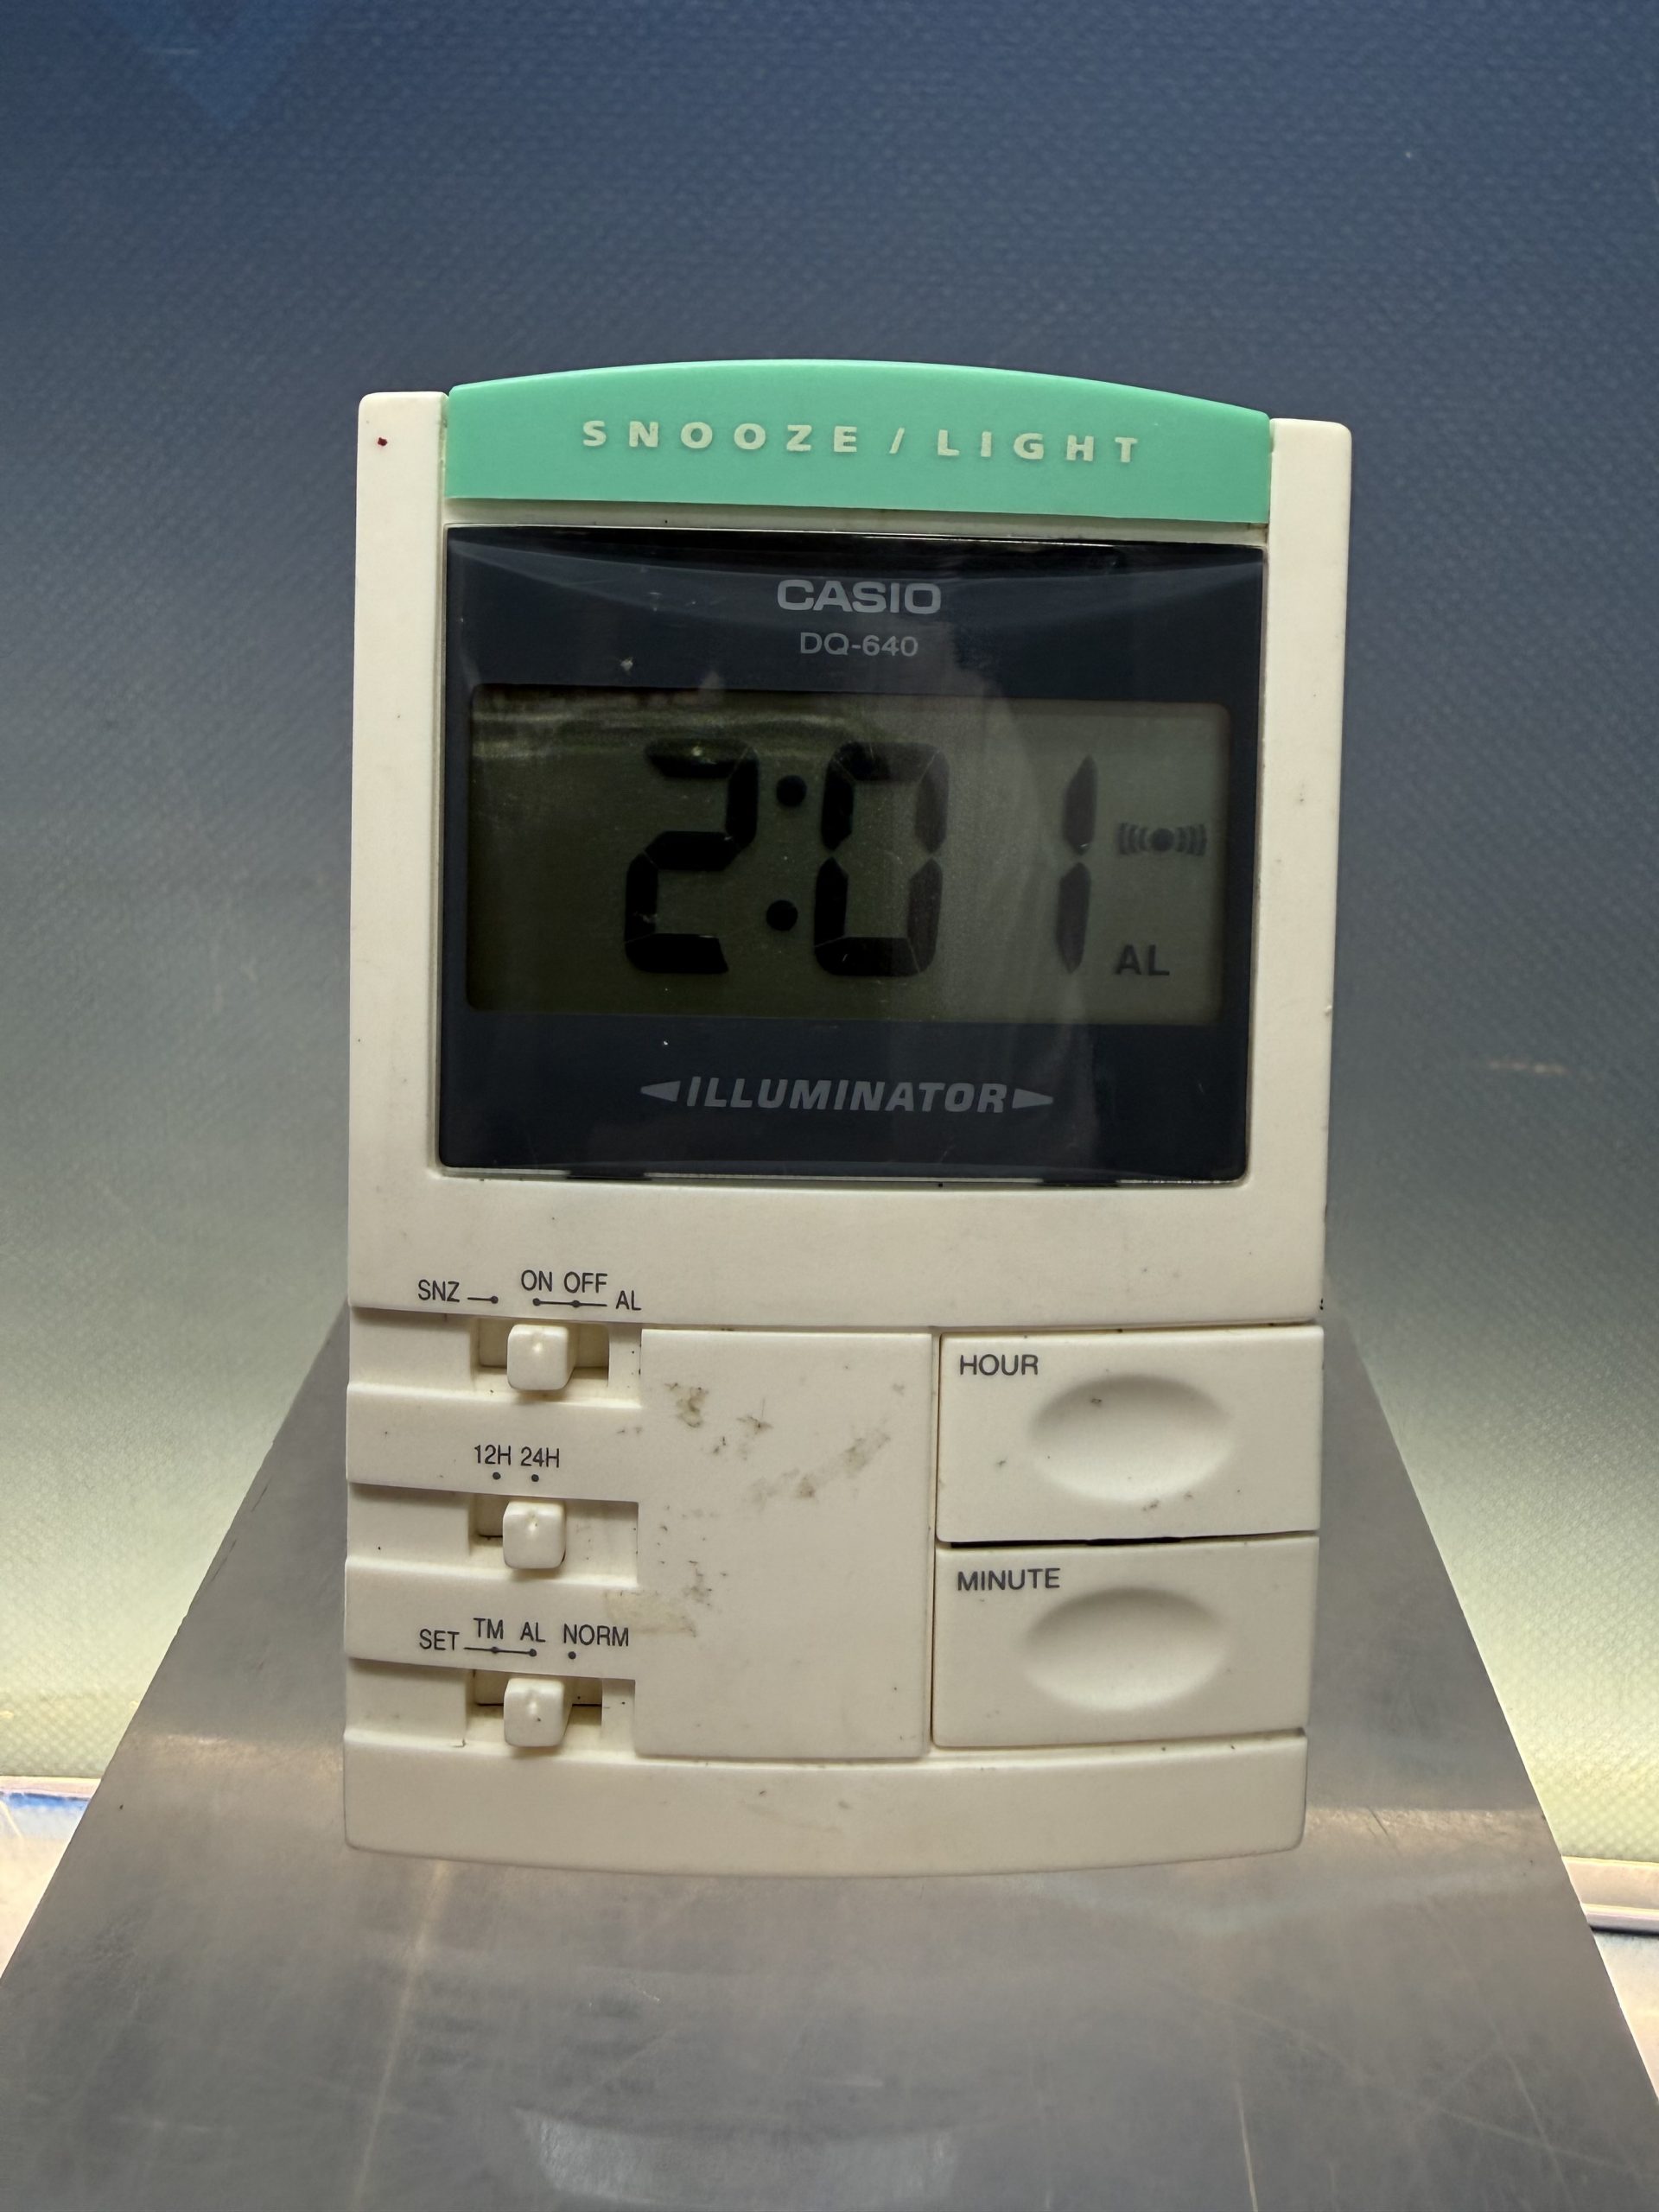 SNOOZE / LIGHT
CASIO
DQ-640
2:01
AL
ILLUMINATOR
SNZ ON OFF AL
HOUR
12H 24H
MINUTE
SET TM AL NORM